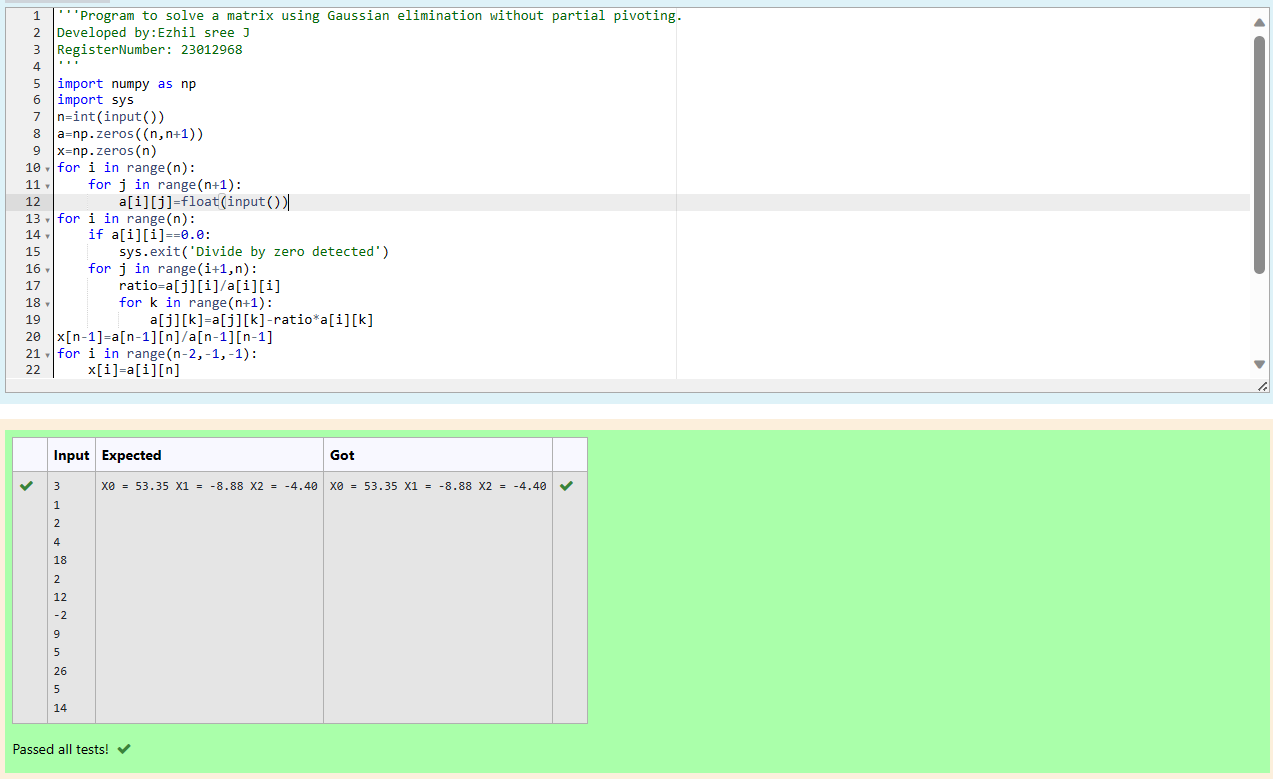 1 '''Program to solve a matrix using Gaussian elimination without partial pivoting.
2 Developed by:Ezhil sree J
3 RegisterNumber: 23012968
4 '''
5 import numpy as np
6 import sys
7 n=int(input())
8 a=np.zeros((n,n+1))
9 x=np.zeros(n)
10 for i in range(n):
11     for j in range(n+1):
12         a[i][j]=float(input())
13 for i in range(n):
14     if a[i][i]==0.0:
15         sys.exit('Divide by zero detected')
16     for j in range(i+1,n):
17         ratio=a[j][i]/a[i][i]
18         for k in range(n+1):
19             a[j][k]=a[j][k]-ratio*a[i][k]
20 x[n-1]=a[n-1][n]/a[n-1][n-1]
21 for i in range(n-2,-1,-1):
22     x[i]=a[i][n]
Input Expected Got
3 X0 = 53.35 X1 = -8.88 X2 = -4.40 X0 = 53.35 X1 = -8.88 X2 = -4.40
1
2
4
18
2
12
-2
9
5
26
5
14
Passed all tests!